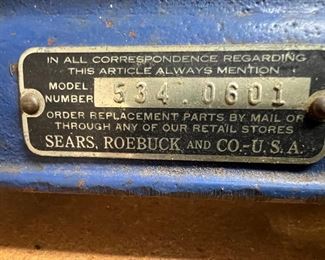 IN ALL CORRESPONDENCE REGARDING
THIS ARTICLE ALWAYS MENTION
MODEL
NUMBER 534.0601
ORDER REPLACEMENT PARTS BY MAIL OR
THROUGH ANY OF OUR RETAIL STORES
SEARS, ROEBUCK AND CO.-U.S.A.